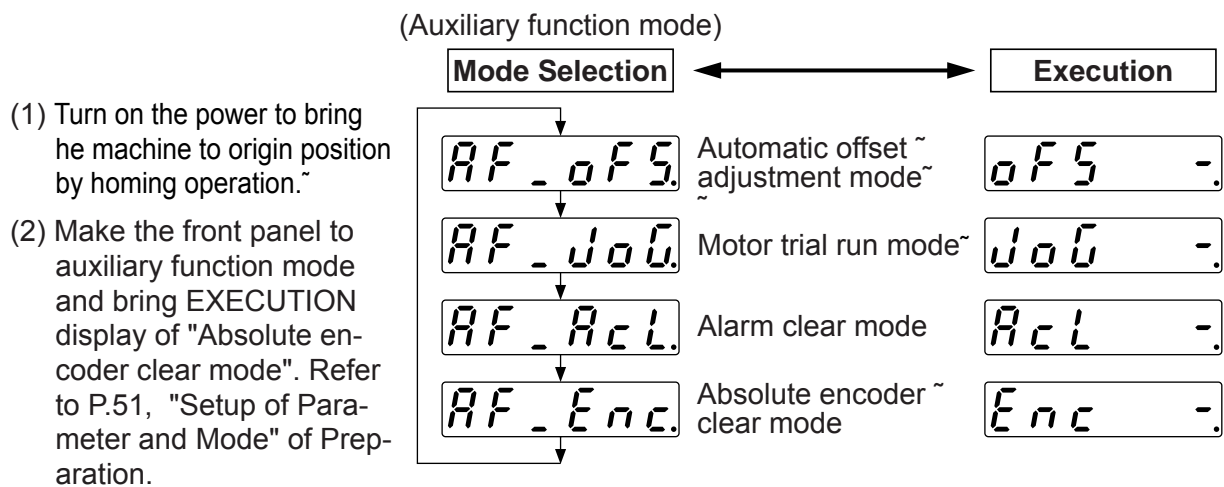 (Auxiliary function mode)
Mode Selection
Execution
(1) Turn on the power to bring
he machine to origin position
by homing operation.˜
(2) Make the front panel to
auxiliary function mode
and bring EXECUTION
display of "Absolute en-
coder clear mode". Refer
to P.51, "Setup of Para-
meter and Mode" of Prep-
aration.
AF_oFS.
Automatic offset ˜
adjustment mode˜
˜
oFS -.
AF_JoG.
Motor trial run mode˜
JoG -.
AF_AcL.
Alarm clear mode
AcL -.
AF_Enc.
Absolute encoder ˜
clear mode
Enc -.